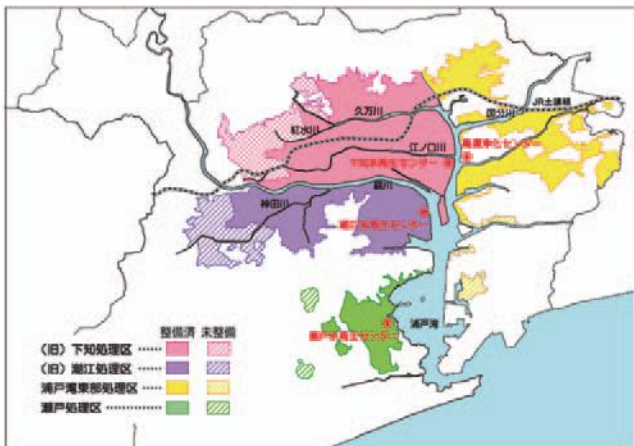 JR土讃線
久万川
国分川
紅水川
高須浄化センター
江ノ口川
下知水再生センター
鏡川
神田川
潮江水再生センター
浦戸湾
瀬戸水再生センター
整備済 未整備
(旧)下知処理区
(旧)潮江処理区
浦戸湾東部処理区
瀬戸処理区